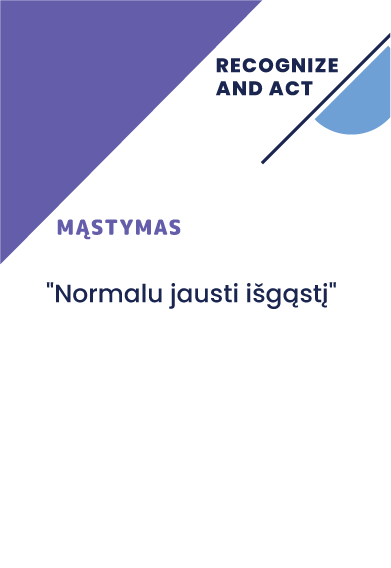 RECOGNIZE
AND ACT
MĄSTYMAS
"Normalu jausti išgąstį"